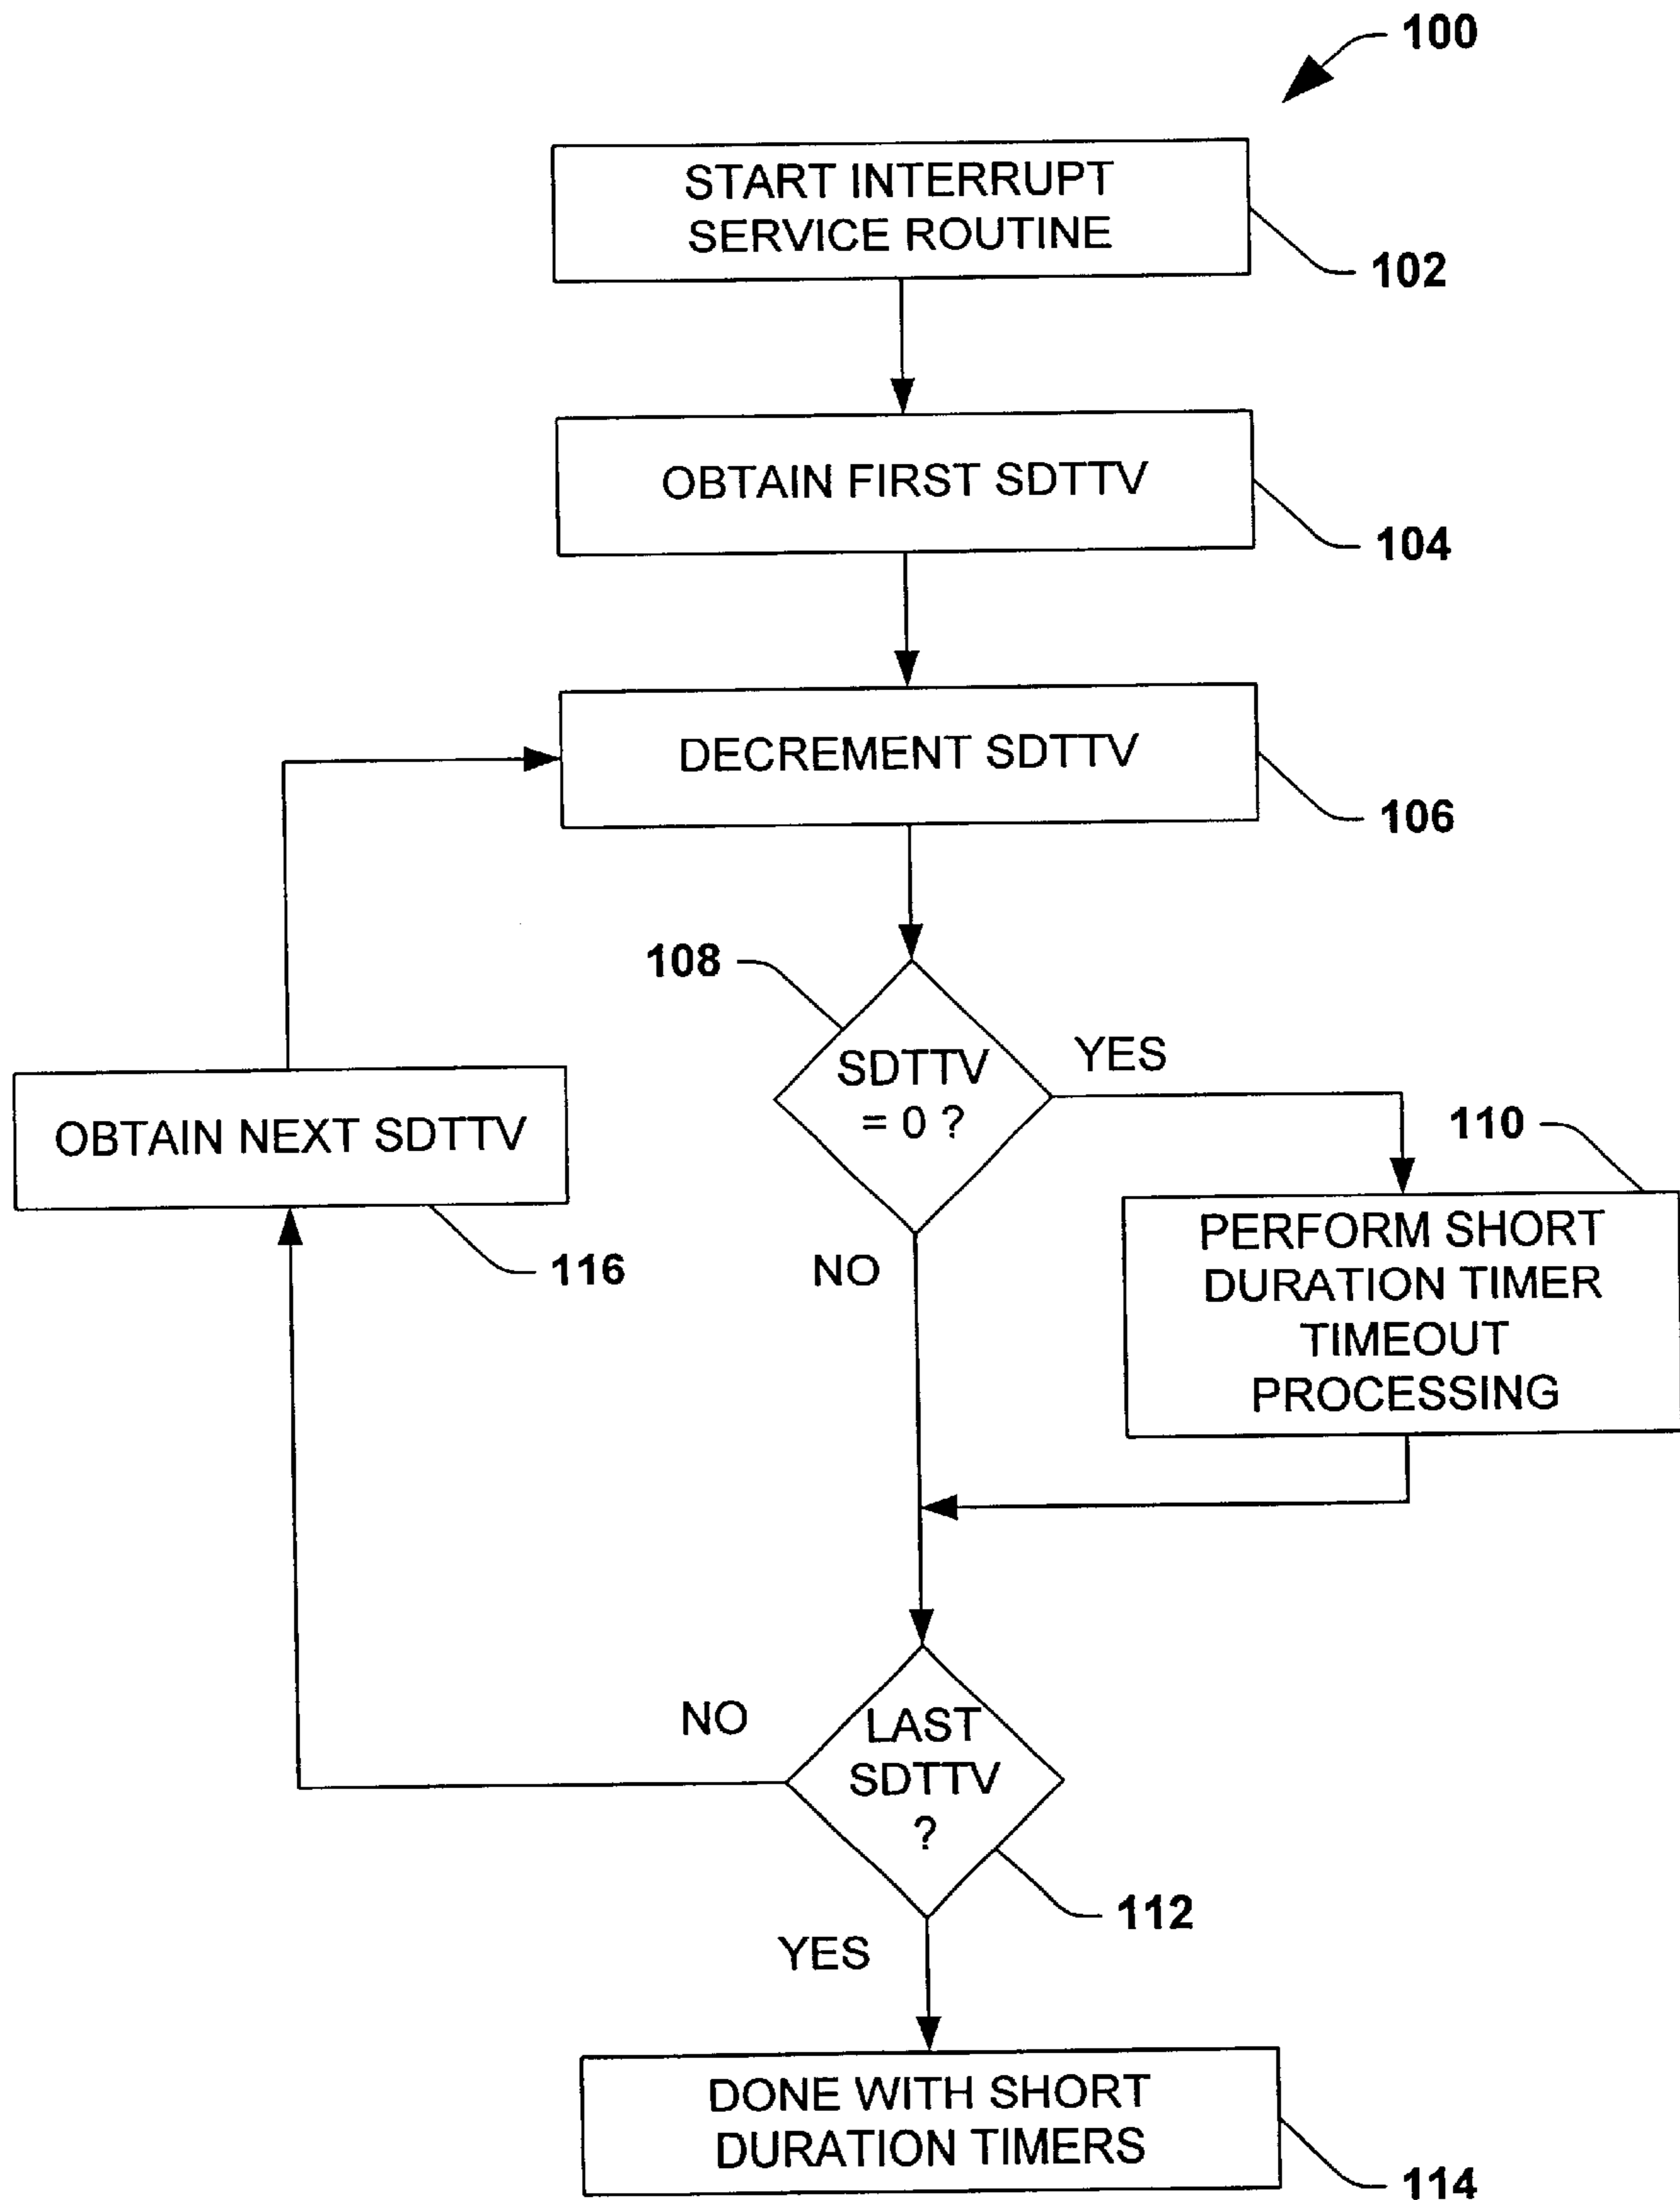 100
START INTERRUPT
SERVICE ROUTINE
102
OBTAIN FIRST SDTTV
104
DECREMENT SDTTV
106
108
SDTTV
= 0 ?
YES
NO
110
PERFORM SHORT
DURATION TIMER
TIMEOUT
PROCESSING
OBTAIN NEXT SDTTV
116
NO
LAST
SDTTV
?
112
YES
DONE WITH SHORT
DURATION TIMERS
114